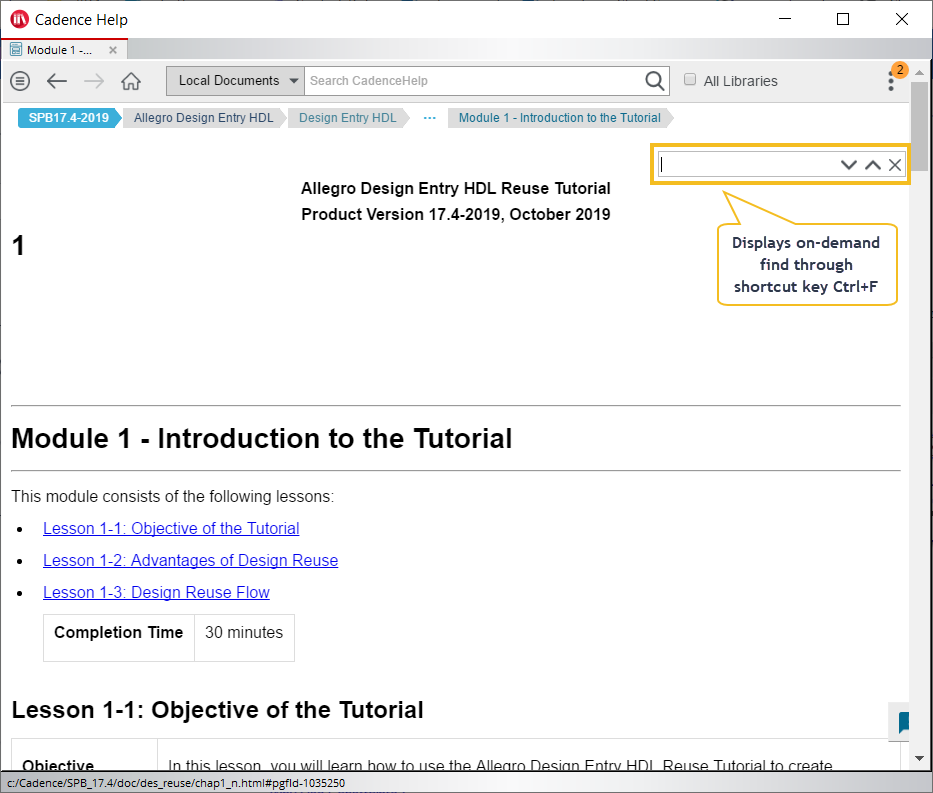 Cadence Help
Module 1 -...
Local Documents
Search CadenceHelp
All Libraries
2
SPB17.4-2019
Allegro Design Entry HDL
Design Entry HDL
...
Module 1 - Introduction to the Tutorial
Allegro Design Entry HDL Reuse Tutorial
Product Version 17.4-2019, October 2019
1
Displays on-demand
find through
shortcut key Ctrl+F
Module 1 - Introduction to the Tutorial
This module consists of the following lessons:
Lesson 1-1: Objective of the Tutorial
Lesson 1-2: Advantages of Design Reuse
Lesson 1-3: Design Reuse Flow
Completion Time 30 minutes
Lesson 1-1: Objective of the Tutorial
Objective In this lesson, you will learn how to use the Allegro Design Entry HDL Reuse Tutorial to create
c:/Cadence/SPB_17.4/doc/des_reuse/chap1_n.html#pgfId-1035250